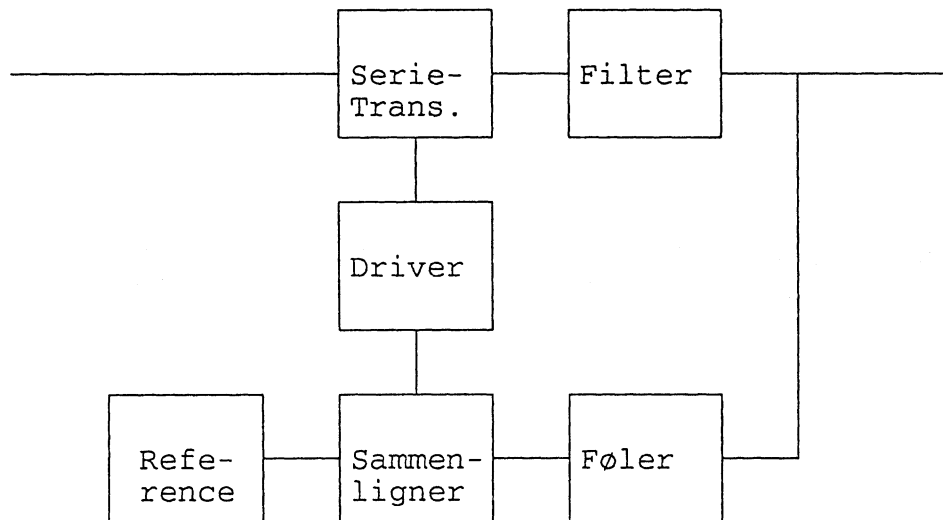 Serie-
Trans.
Filter
Driver
Refe-
rence
Sammen-
ligner
Føler